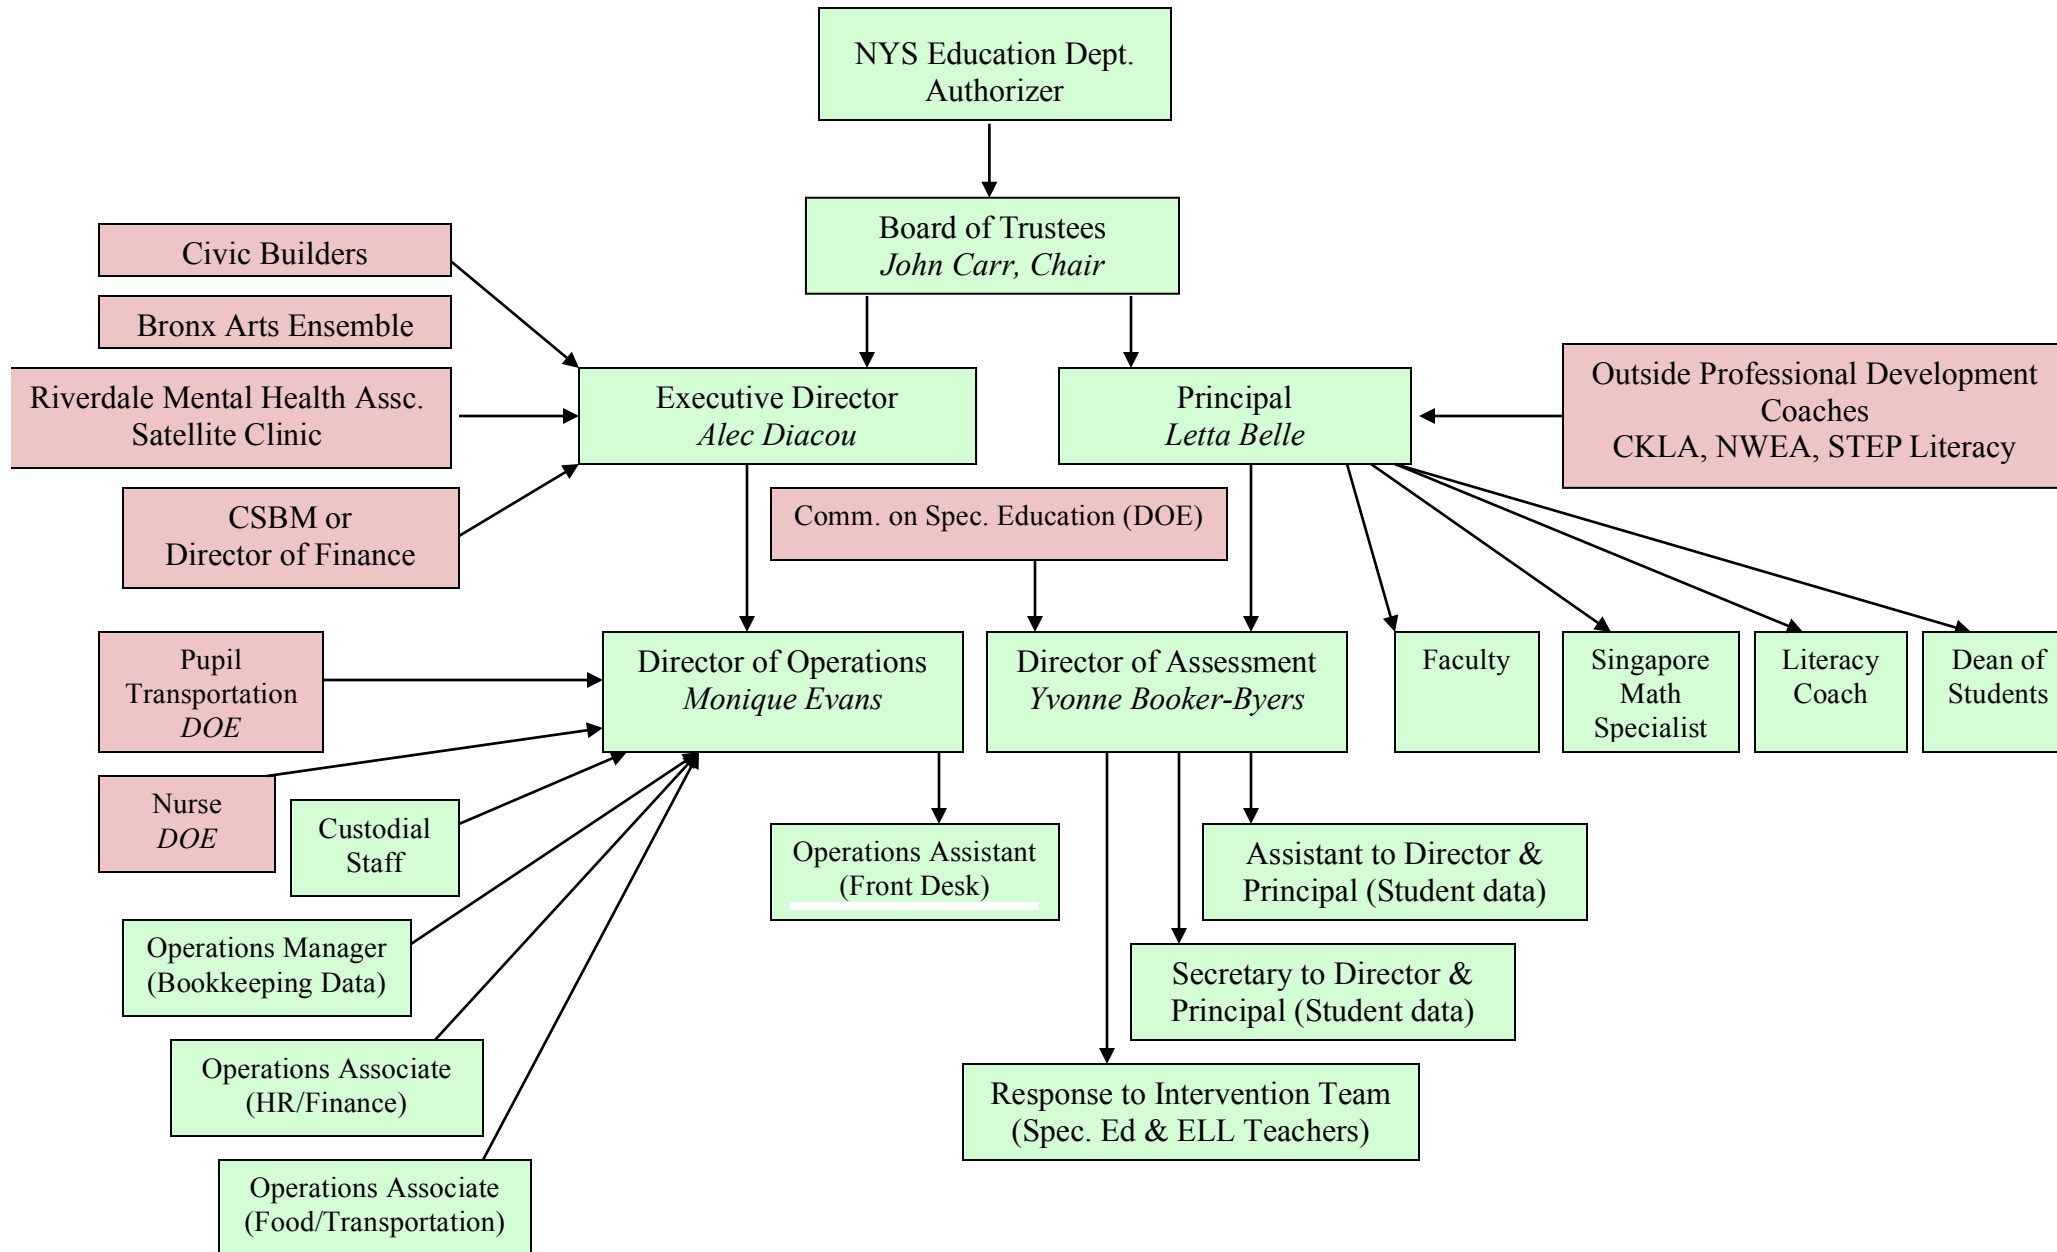 NYS Education Dept.
Authorizer
Board of Trustees
John Carr, Chair
Civic Builders
Bronx Arts Ensemble
Riverdale Mental Health Assc.
Satellite Clinic
CSBM or
Director of Finance
Executive Director
Alec Diacou
Principal
Letta Belle
Outside Professional Development
Coaches
CKLA, NWEA, STEP Literacy
Comm. on Spec. Education (DOE)
Pupil
Transportation
DOE
Director of Operations
Monique Evans
Director of Assessment
Yvonne Booker-Byers
Faculty
Singapore
Math
Specialist
Literacy
Coach
Dean of
Students
Nurse
DOE
Custodial
Staff
Operations Assistant
(Front Desk)
Assistant to Director &
Principal (Student data)
Operations Manager
(Bookkeeping Data)
Secretary to Director &
Principal (Student data)
Operations Associate
(HR/Finance)
Response to Intervention Team
(Spec. Ed & ELL Teachers)
Operations Associate
(Food/Transportation)